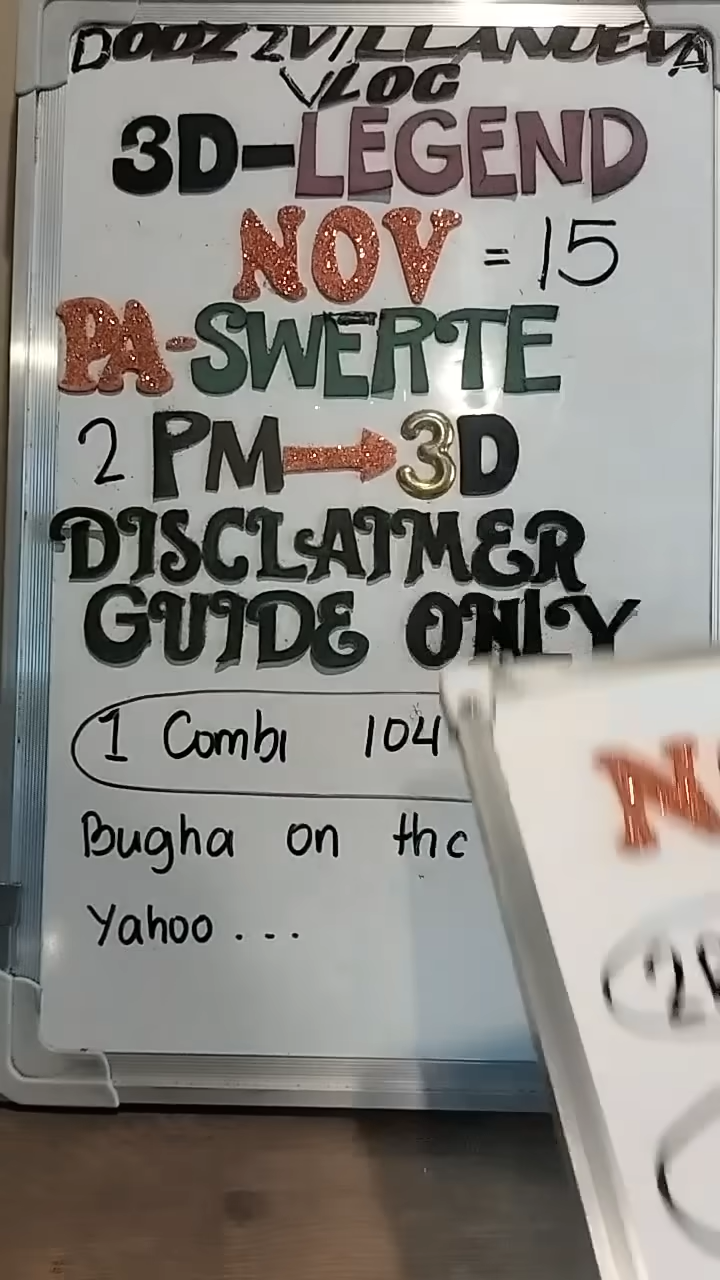 DODZ 2VILLANUEVA
VLOG
3D-LEGEND
NOV = 15
PA-SWERTE
2 PM→3D
DISCLAIMER
GUIDE ONLY
1 Combi 104
Bugha on the
Yahoo...